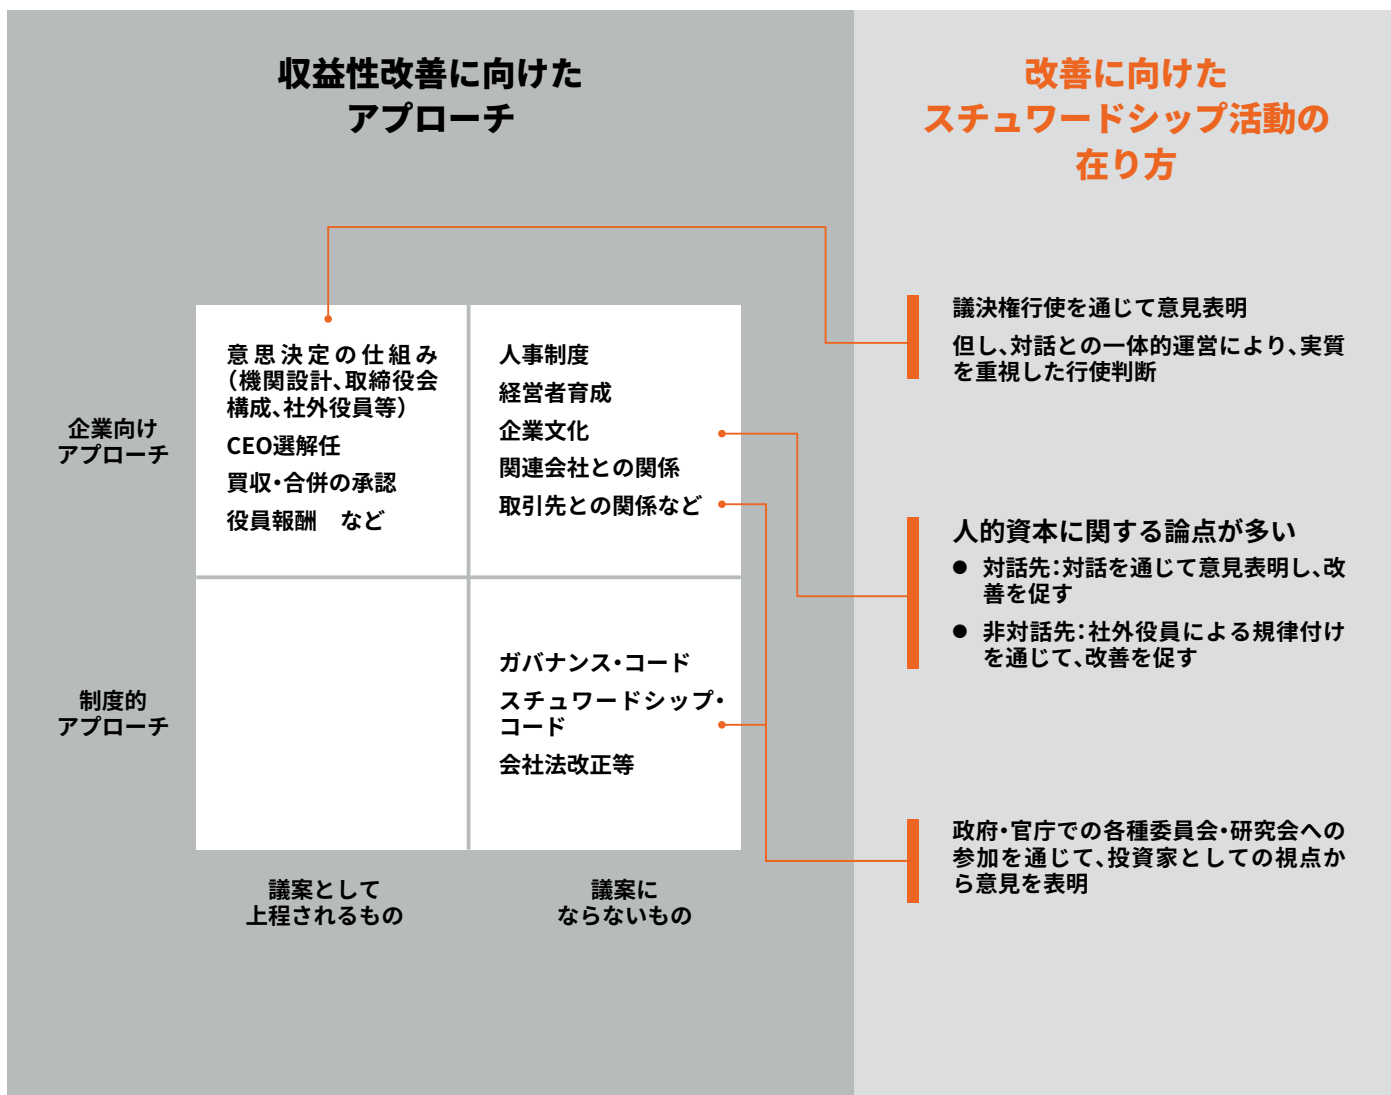 収益性改善に向けた
アプローチ
改善に向けた
スチュワードシップ活動の
在り方
企業向け
アプローチ
意思決定の仕組み
（機関設計、取締役会
構成、社外役員等）
CEO選解任
買収・合併の承認
役員報酬　など
人事制度
経営者育成
企業文化
関連会社との関係
取引先との関係など
制度的
アプローチ
ガバナンス・コード
スチュワードシップ・
コード
会社法改正等
議案として
上程されるもの
議案に
ならないもの
議決権行使を通じて意見表明
但し、対話との一体的運営により、実質
を重視した行使判断
人的資本に関する論点が多い
● 対話先：対話を通じて意見表明し、改
善を促す
● 非対話先：社外役員による規律付け
を通じて、改善を促す
政府・官庁での各種委員会・研究会への
参加を通じて、投資家としての視点か
ら意見を表明